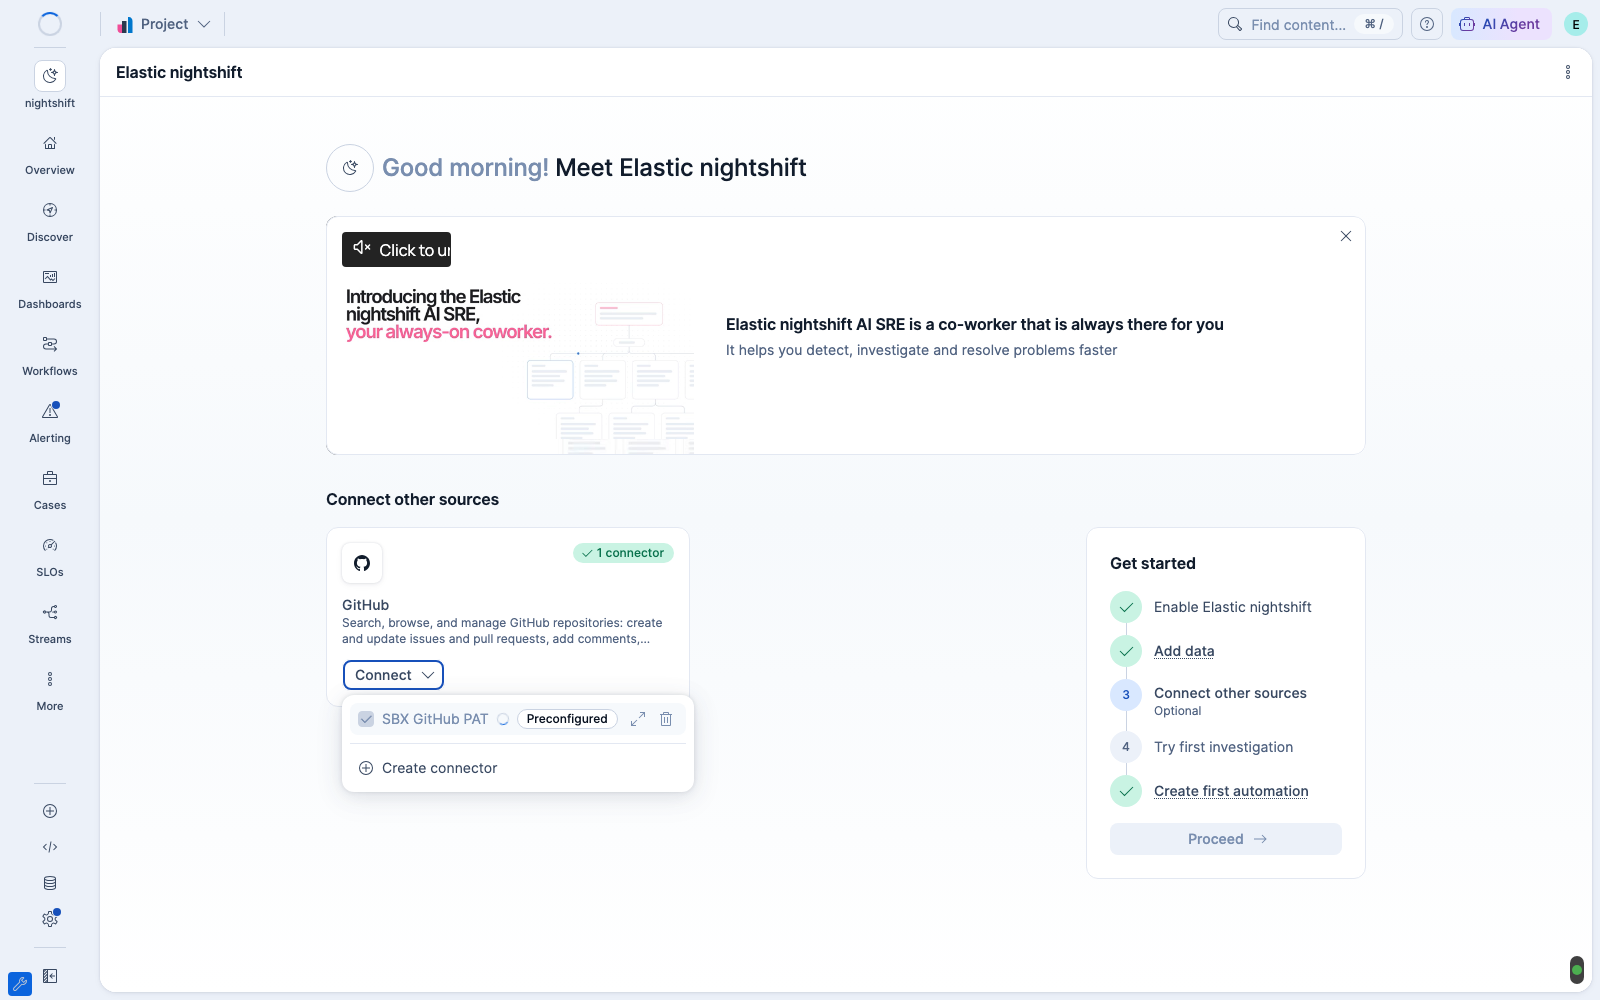 Project
Find content...
⌘ /
AI Agent
E
Elastic nightshift
nightshift
Overview
Discover
Dashboards
Workflows
Alerting
Cases
SLOs
Streams
More
Good morning! Meet Elastic nightshift
Click to
Introducing the Elastic
nightshift AI SRE,
your always-on coworker.
Elastic nightshift AI SRE is a co-worker that is always there for you
It helps you detect, investigate and resolve problems faster
Connect other sources
1 connector
GitHub
Search, browse, and manage GitHub repositories: create
and update issues and pull requests, add comments,...
Connect
SBX GitHub PAT
Preconfigured
Create connector
Get started
Enable Elastic nightshift
Add data
3
Connect other sources
Optional
4
Try first investigation
Create first automation
Proceed